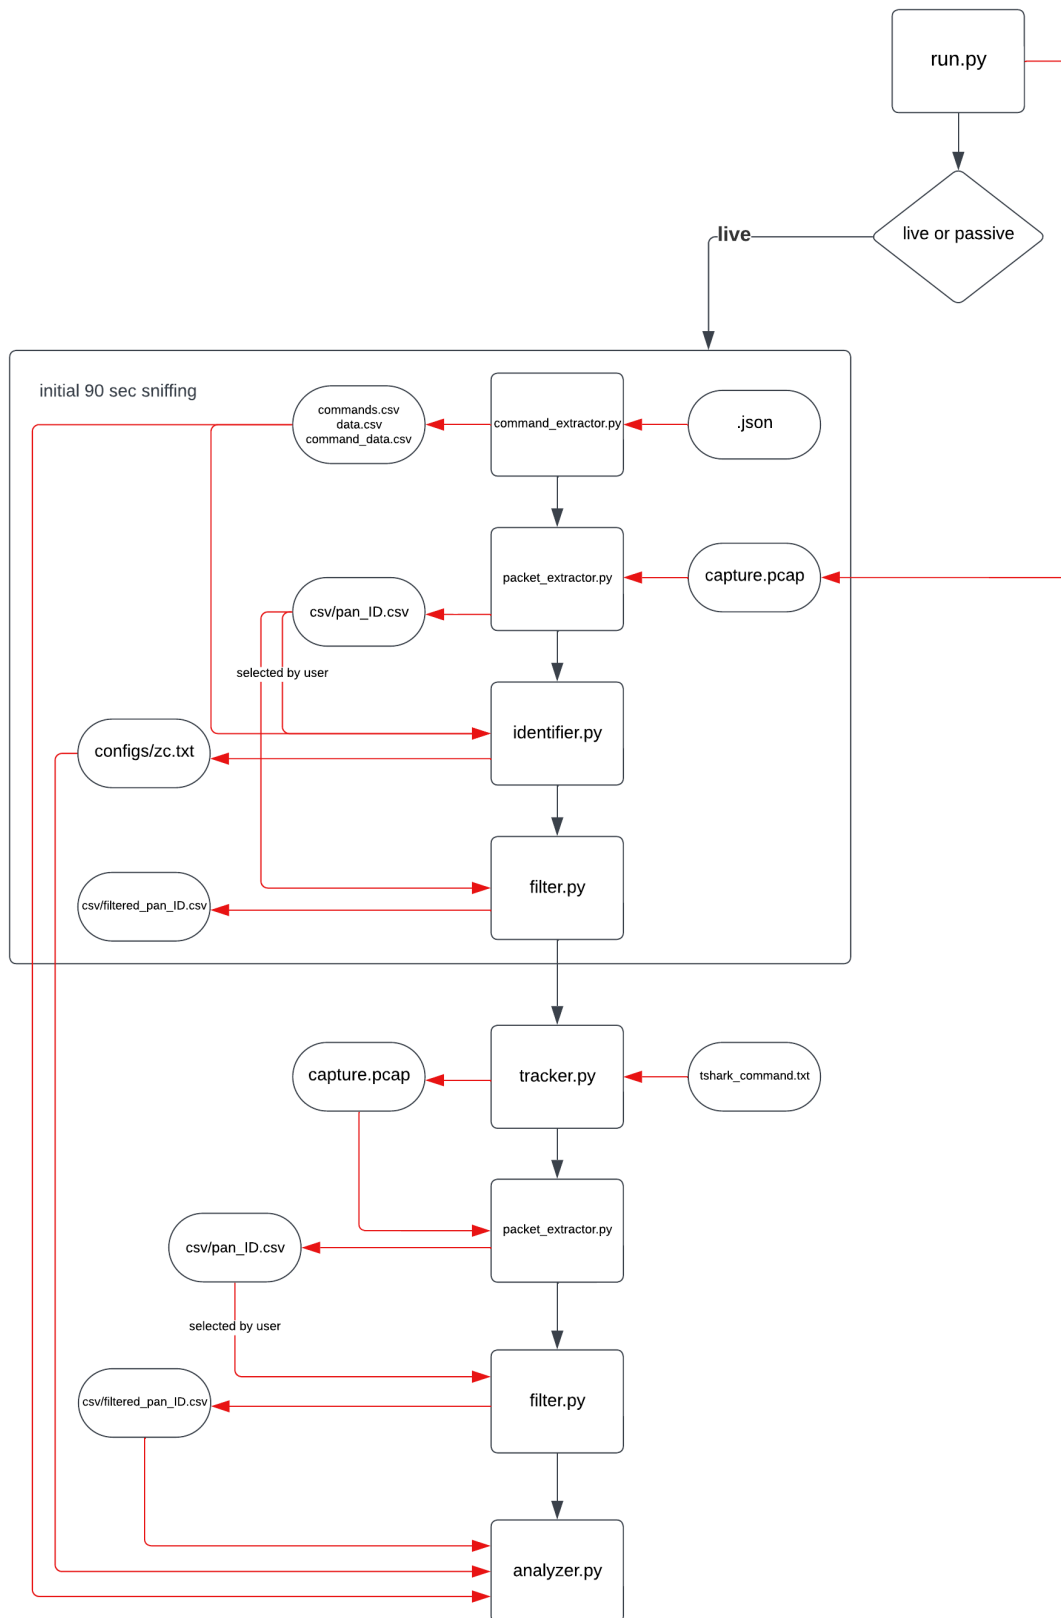 run.py
live or passive
live
initial 90 sec sniffing
commands.csv
data.csv
command_data.csv
command_extractor.py
.json
packet_extractor.py
capture.pcap
csv/pan_ID.csv
selected by user
identifier.py
configs/zc.txt
filter.py
csv/filtered_pan_ID.csv
capture.pcap
tracker.py
tshark_command.txt
packet_extractor.py
csv/pan_ID.csv
selected by user
csv/filtered_pan_ID.csv
filter.py
analyzer.py